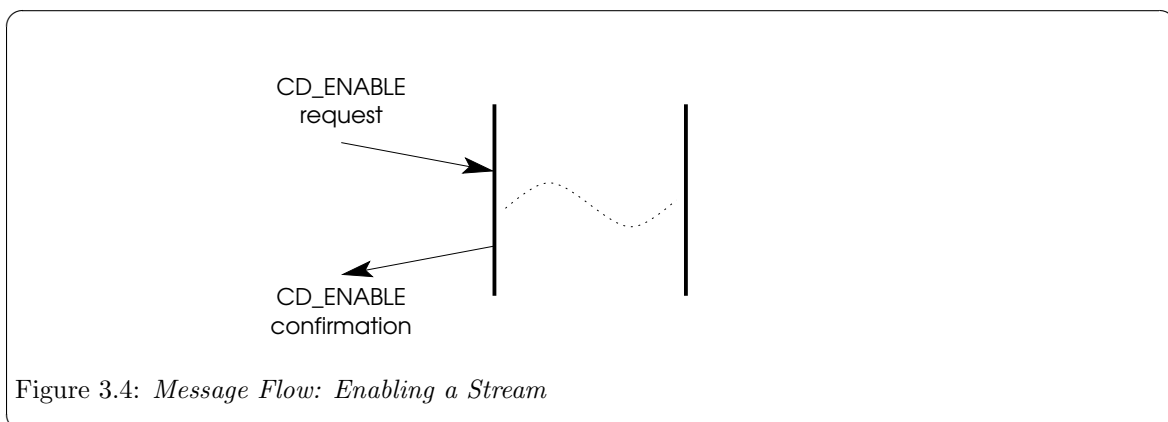 CD_ENABLE
request
CD_ENABLE
confirmation
Figure 3.4: Message Flow: Enabling a Stream